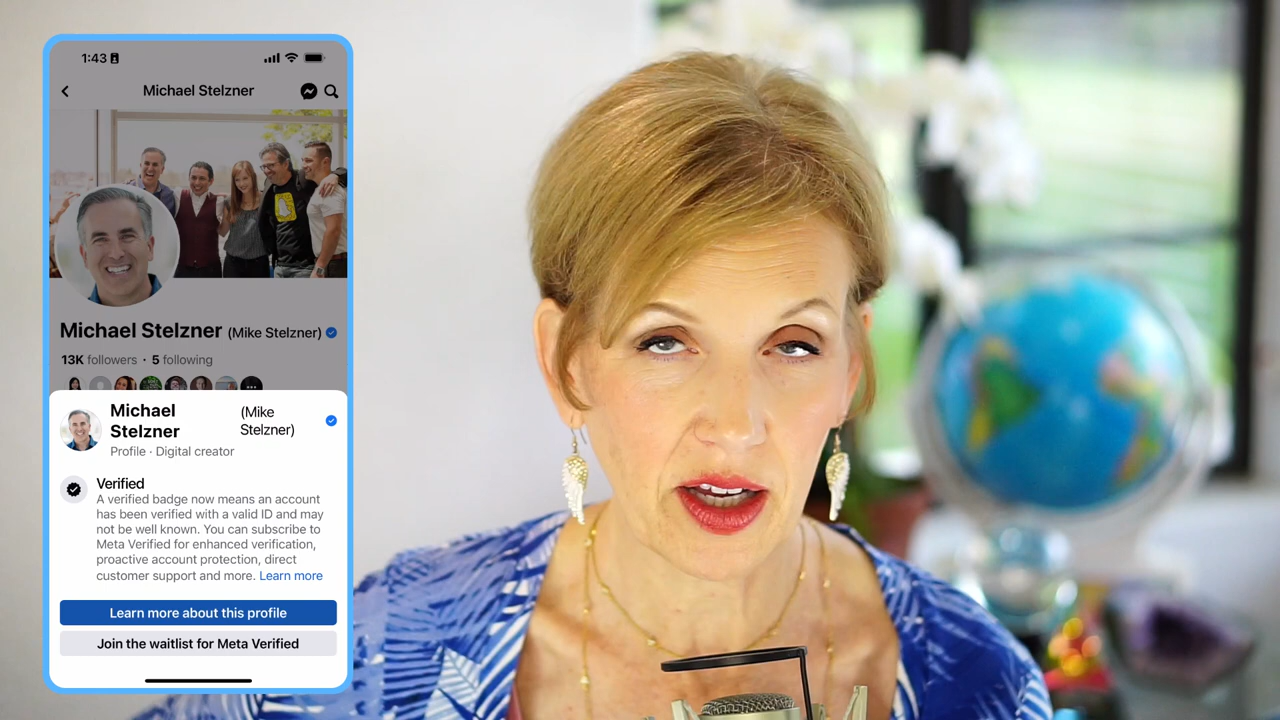 1:43
Michael Stelzner
Michael Stelzner (Mike Stelzner)
13K followers · 5 following
Michael
Stelzner
(Mike
Stelzner)
Profile · Digital creator
Verified
A verified badge now means an account
has been verified with a valid ID and may
not be well known. You can subscribe to
Meta Verified for enhanced verification,
proactive account protection, direct
customer support and more. Learn more
Learn more about this profile
Join the waitlist for Meta Verified